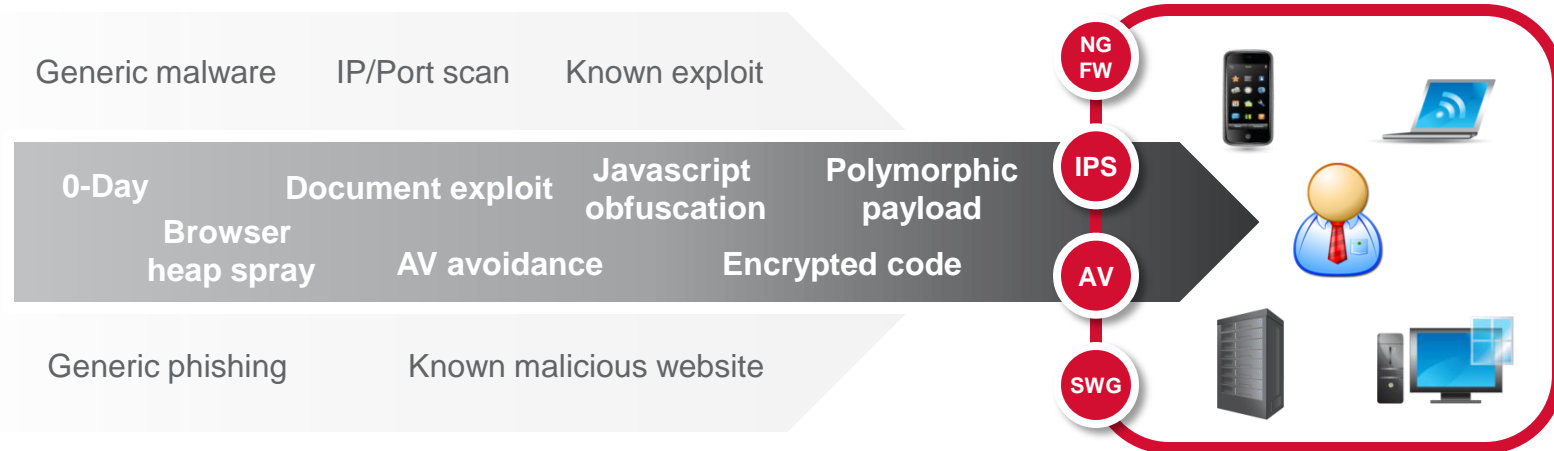 Generic malware
IP/Port scan
Known exploit
NG
FW
0-Day
Document exploit
Javascript
obfuscation
Polymorphic
payload
IPS
Browser
heap spray
AV avoidance
Encrypted code
AV
Generic phishing
Known malicious website
SWG